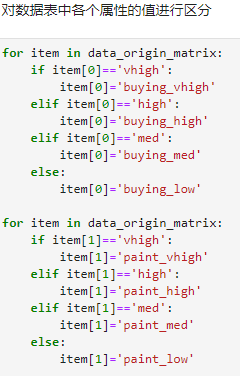 对数据表中各个属性的值进行区分
for item in data_origin_matrix:
    if item[0]=='vhigh':
        item[0]='buying_vhigh'
    elif item[0]=='high':
        item[0]='buying_high'
    elif item[0]=='med':
        item[0]='buying_med'
    else:
        item[0]='buying_low'
for item in data_origin_matrix:
    if item[1]=='vhigh':
        item[1]='paint_vhigh'
    elif item[1]=='high':
        item[1]='paint_high'
    elif item[1]=='med':
        item[1]='paint_med'
    else:
        item[1]='paint_low'